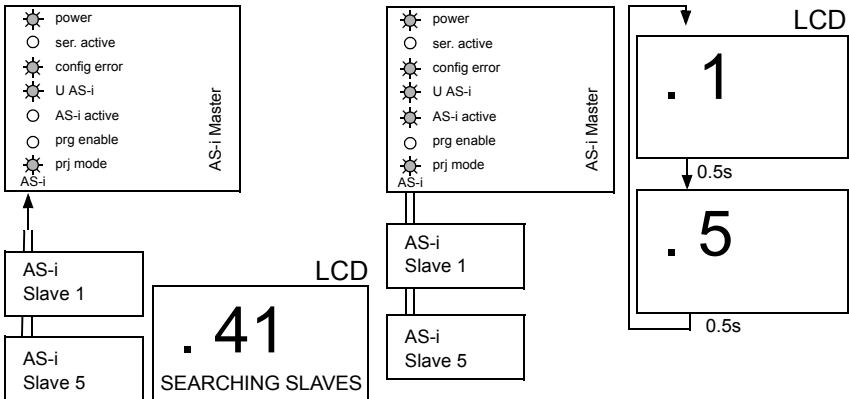 power
ser. active
config error
U AS-i
AS-i active
prg enable
prj mode
AS-i
AS-i Master
AS-i
Slave 1
AS-i
Slave 5
LCD
. 41
SEARCHING SLAVES
power
ser. active
config error
U AS-i
AS-i active
prg enable
prj mode
AS-i
AS-i Master
AS-i
Slave 1
AS-i
Slave 5
LCD
. 1
0.5s
. 5
0.5s